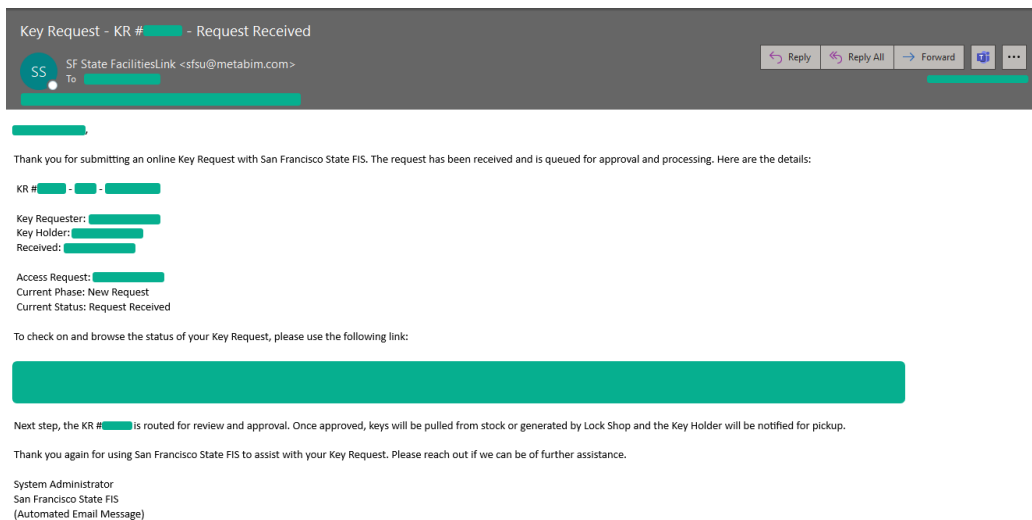 Key Request - KR # - Request Received
SS
SF State FacilitiesLink <sfsu@metabim.com>
To
Reply
Reply All
Forward
,
Thank you for submitting an online Key Request with San Francisco State FIS. The request has been received and is queued for approval and processing. Here are the details:
KR # - -
Key Requester:
Key Holder:
Received:
Access Request:
Current Phase: New Request
Current Status: Request Received
To check on and browse the status of your Key Request, please use the following link:
Next step, the KR # is routed for review and approval. Once approved, keys will be pulled from stock or generated by Lock Shop and the Key Holder will be notified for pickup.
Thank you again for using San Francisco State FIS to assist with your Key Request. Please reach out if we can be of further assistance.
System Administrator
San Francisco State FIS
(Automated Email Message)